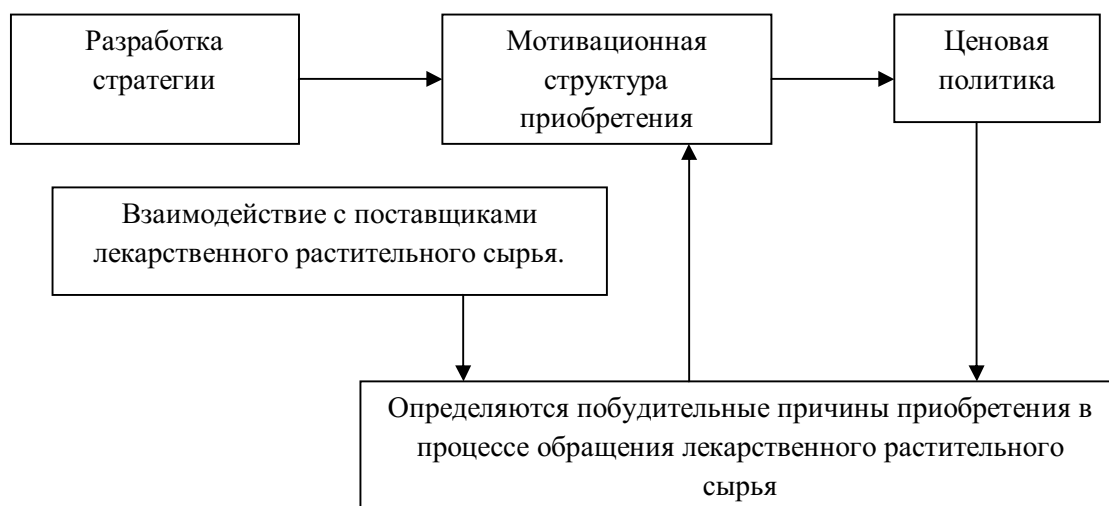 Разработка
стратегии
Мотивационная
структура
приобретения
Ценовая
политика
Взаимодействие с поставщиками
лекарственного растительного сырья.
Определяются побудительные причины приобретения в
процессе обращения лекарственного растительного
сырья